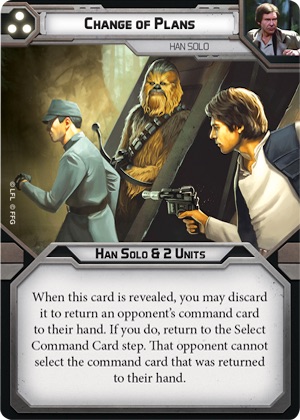 Change of Plans
Han Solo
©LFL © FFG
Han Solo & 2 Units
When this card is revealed, you may discard
it to return an opponent's command card
to their hand. If you do, return to the Select
Command Card step. That opponent cannot
select the command card that was returned
to their hand.